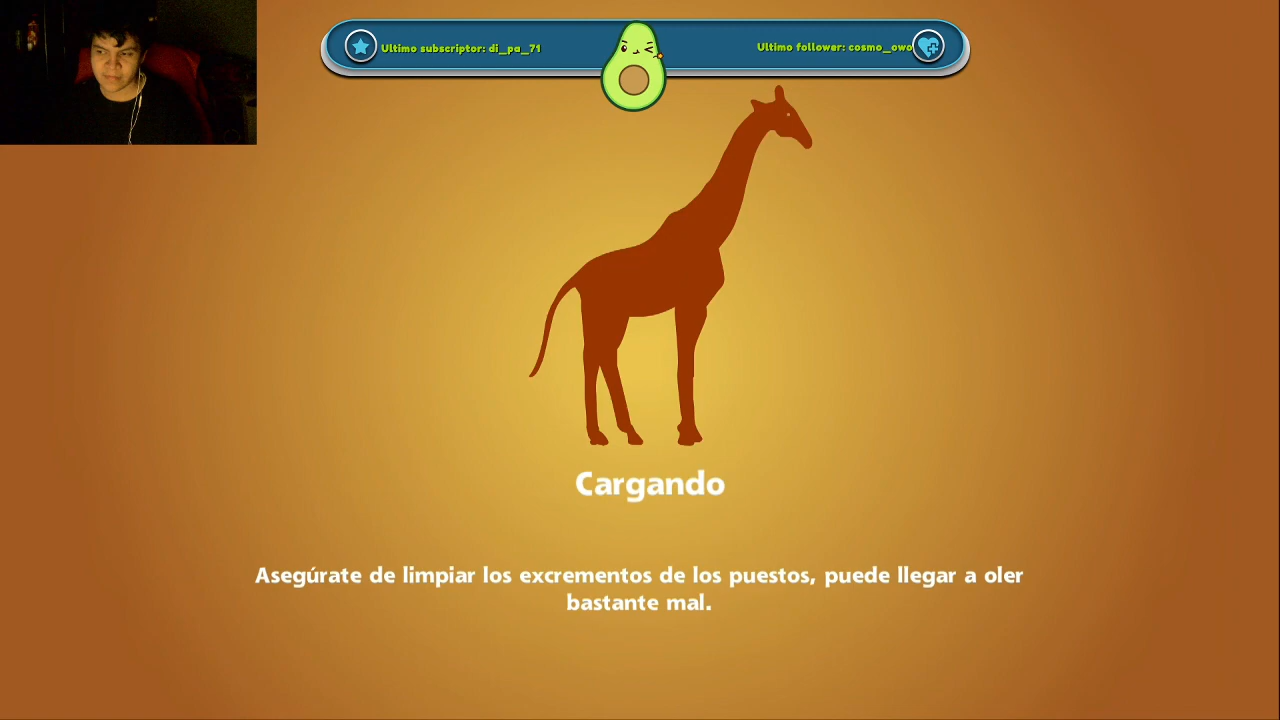 Ultimo subscriptor: di_pa_71
Ultimo follower: cosmo_owo
Cargando
Asegúrate de limpiar los excrementos de los puestos, puede llegar a oler
bastante mal.